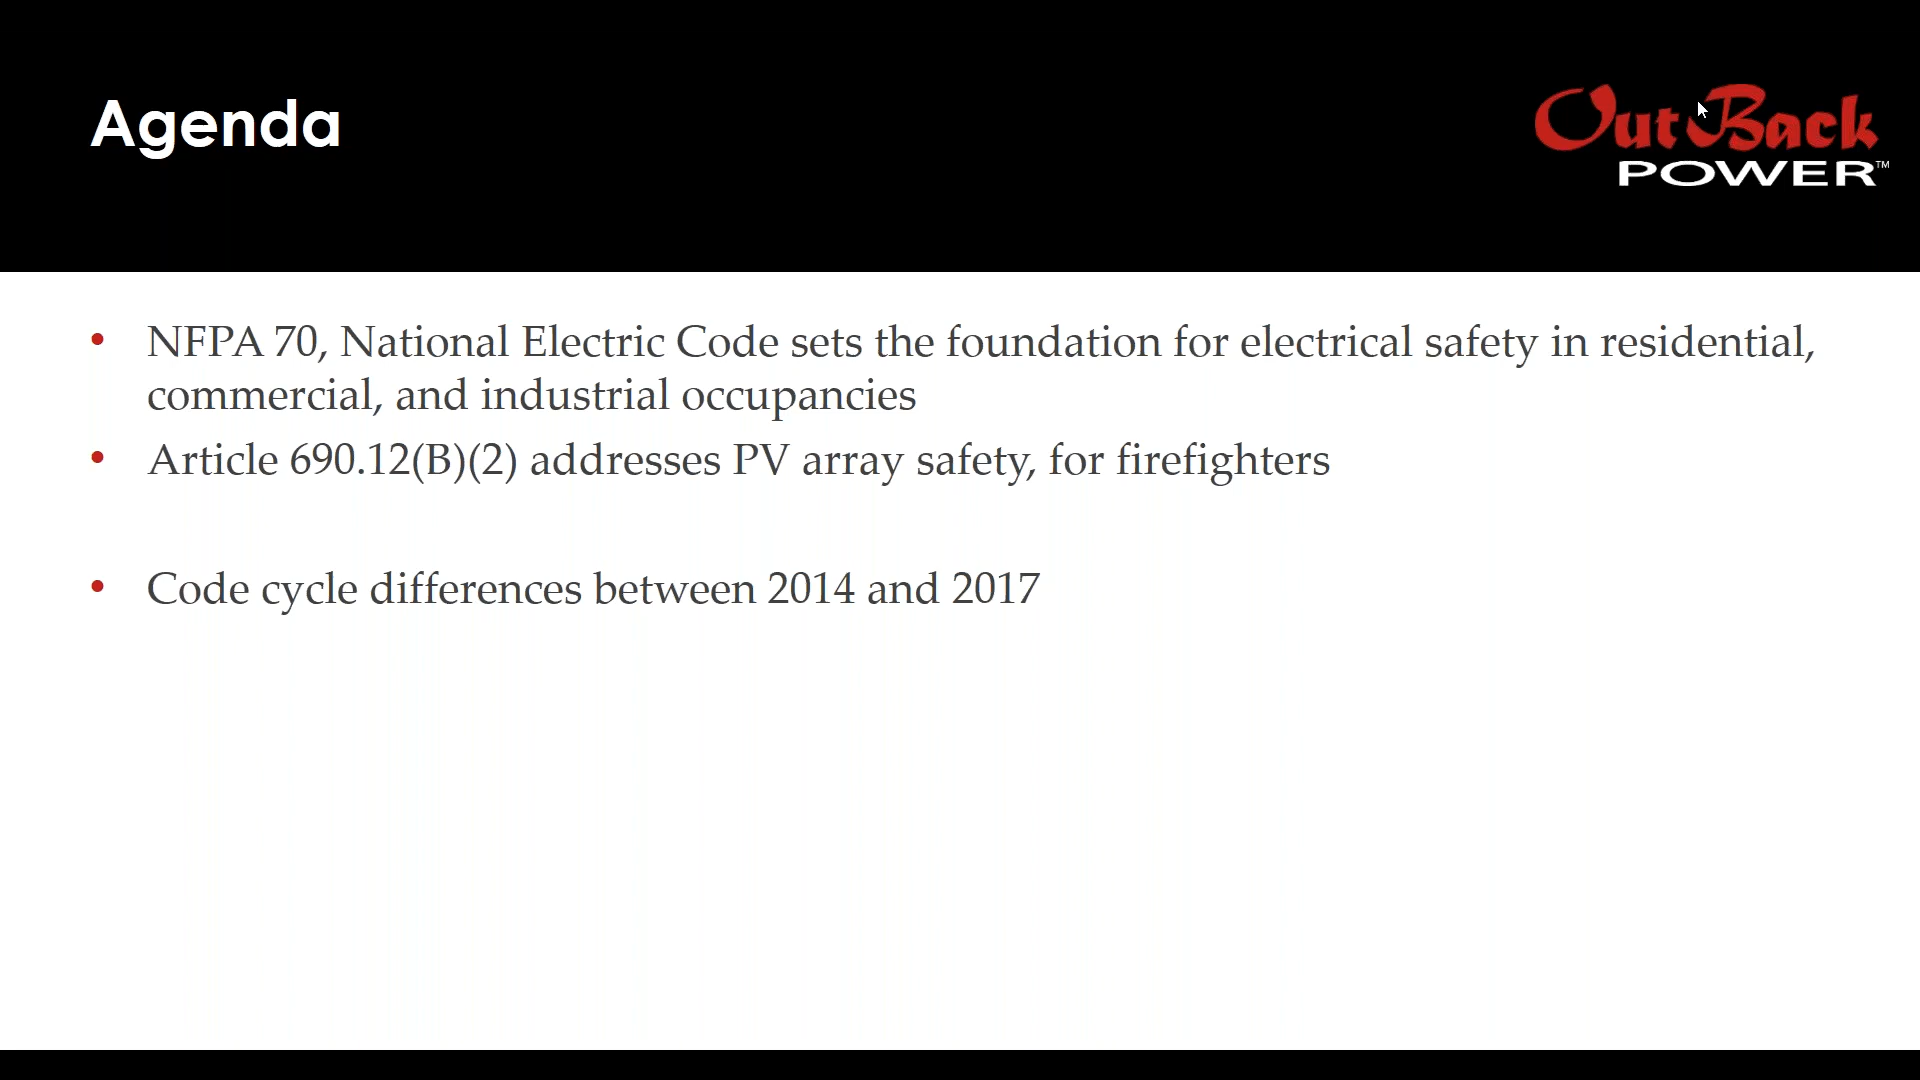 Agenda
OutBack
POWER™
• NFPA 70, National Electric Code sets the foundation for electrical safety in residential,
commercial, and industrial occupancies
• Article 690.12(B)(2) addresses PV array safety, for firefighters
• Code cycle differences between 2014 and 2017